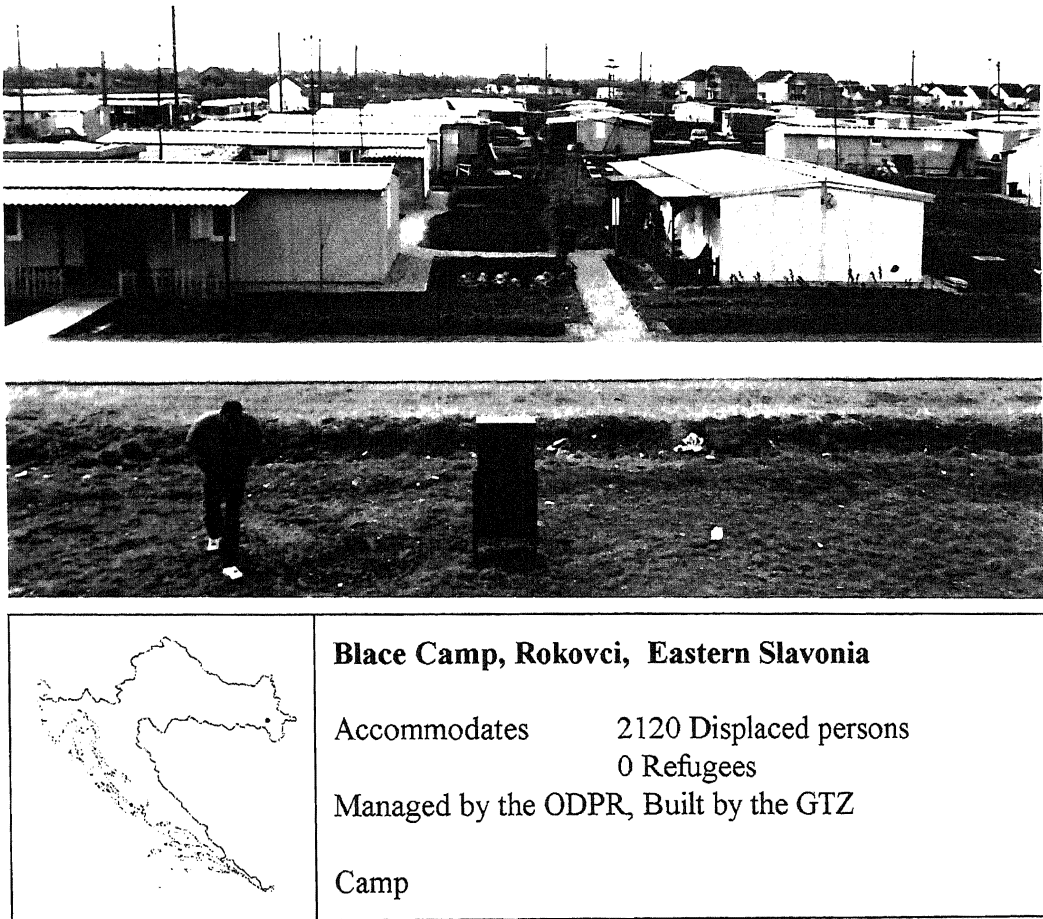 Blace Camp, Rokovci, Eastern Slavonia
Accommodates 2120 Displaced persons
0 Refugees
Managed by the ODPR, Built by the GTZ
Camp